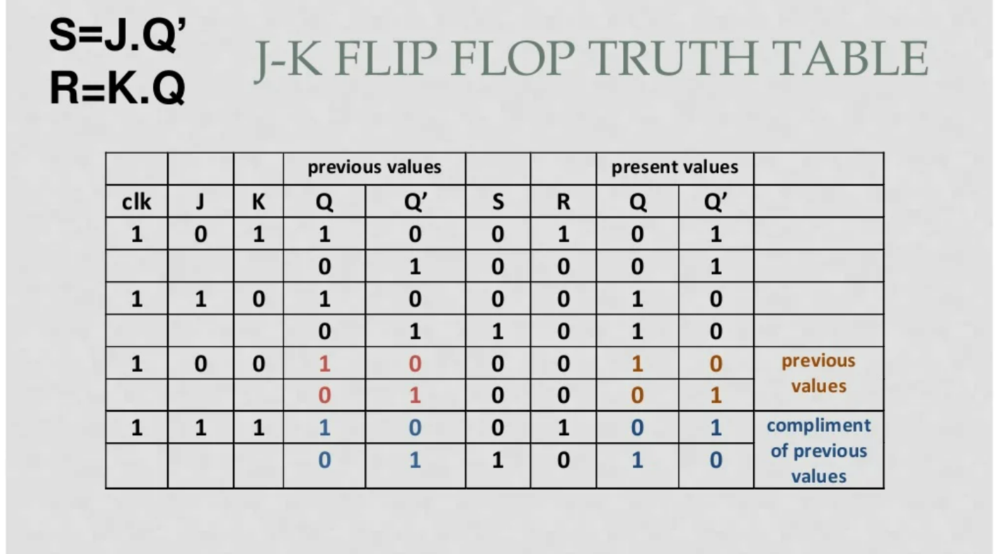 S=J.Q’
R=K.Q
J-K FLIP FLOP TRUTH TABLE
previous values present values
clk J K Q Q’ S R Q Q’
1 0 1 1 0 0 1 0 1
0 1 0 0 0 1
1 1 0 1 0 0 0 1 0
0 1 1 0 1 0
1 0 0 1 0 0 0 1 0 previous
0 1 0 0 0 1 values
1 1 1 1 0 0 1 0 1 compliment
0 1 1 0 1 0 of previous
values